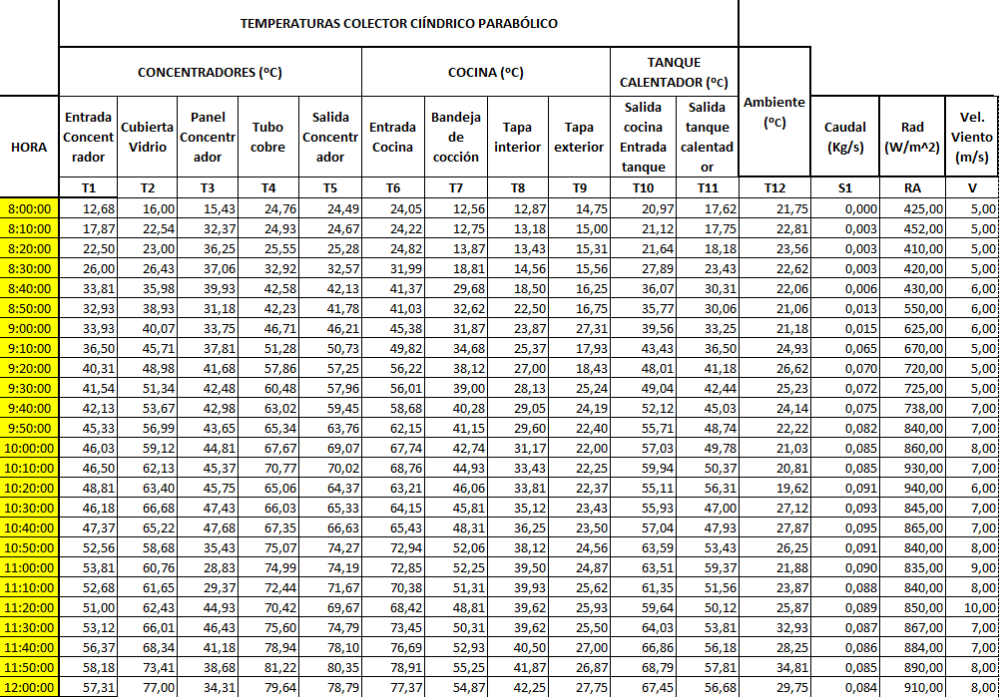 TEMPERATURAS COLECTOR CIÍNDRICO PARABÓLICO
CONCENTRADORES (ºC) COCINA (ºC) TANQUE CALENTADOR (ºC) Ambiente (ºC)
HORA Entrada Concentrador Cubierta Vidrio Panel Concentrador Tubo cobre Salida Concentrador Entrada Cocina Bandeja de cocción Tapa interior Tapa exterior Salida cocina Entrada tanque Salida tanque calentador Caudal (Kg/s) Rad (W/m^2) Vel. Viento (m/s)
T1 T2 T3 T4 T5 T6 T7 T8 T9 T10 T11 T12 S1 RA V
8:00:00 12,68 16,00 15,43 24,76 24,49 24,05 12,56 12,87 14,75 20,97 17,62 21,75 0,000 425,00 5,00
8:10:00 17,87 22,54 32,37 24,93 24,67 24,22 12,75 13,18 15,00 21,12 17,75 22,81 0,003 452,00 5,00
8:20:00 22,50 23,00 36,25 25,55 25,28 24,82 13,87 13,43 15,31 21,64 18,18 23,56 0,003 410,00 5,00
8:30:00 26,00 26,43 37,06 32,92 32,57 31,99 18,81 14,56 15,56 27,89 23,43 22,62 0,003 420,00 5,00
8:40:00 33,81 35,98 39,93 42,58 42,13 41,37 29,68 18,50 16,25 36,07 30,31 22,06 0,006 430,00 6,00
8:50:00 32,93 38,93 31,18 42,23 41,78 41,03 32,62 22,50 16,75 35,77 30,06 21,06 0,013 550,00 6,00
9:00:00 33,93 40,07 33,75 46,71 46,21 45,38 31,87 23,87 27,31 39,56 33,25 21,18 0,015 625,00 6,00
9:10:00 36,50 45,71 37,81 51,28 50,73 49,82 34,68 25,37 17,93 43,43 36,50 24,93 0,065 670,00 5,00
9:20:00 40,31 48,98 41,68 57,86 57,25 56,22 38,12 27,00 18,43 48,01 41,18 26,62 0,070 720,00 5,00
9:30:00 41,54 51,34 42,48 60,48 57,96 56,01 39,00 28,13 25,24 49,04 42,44 25,23 0,072 725,00 5,00
9:40:00 42,13 53,67 42,98 63,02 59,45 58,68 40,28 29,05 24,19 52,12 45,03 24,14 0,075 738,00 7,00
9:50:00 45,33 56,99 43,65 65,34 63,76 62,15 41,15 29,60 22,40 55,71 48,74 22,22 0,082 840,00 7,00
10:00:00 46,03 59,12 44,81 67,67 69,07 67,74 42,74 31,17 22,00 57,03 49,78 21,03 0,085 860,00 8,00
10:10:00 46,50 62,13 45,37 70,77 70,02 68,76 44,93 33,43 22,25 59,94 50,37 20,81 0,085 930,00 7,00
10:20:00 48,81 63,40 45,75 65,06 64,37 63,21 46,06 33,81 22,37 55,11 56,31 19,62 0,091 940,00 6,00
10:30:00 46,18 66,68 47,43 66,03 65,33 64,15 45,81 35,12 23,43 55,93 47,00 27,12 0,093 845,00 7,00
10:40:00 47,37 65,22 47,68 67,35 66,63 65,43 48,31 36,25 23,50 57,04 47,93 27,87 0,095 865,00 7,00
10:50:00 52,56 58,68 35,43 75,07 74,27 72,94 52,06 38,12 24,56 63,59 53,43 26,25 0,091 840,00 8,00
11:00:00 53,81 60,76 28,83 74,99 74,19 72,85 52,25 39,50 24,87 63,51 59,37 21,88 0,090 835,00 9,00
11:10:00 52,68 61,65 29,37 72,44 71,67 70,38 51,31 39,93 25,62 61,35 51,56 23,87 0,088 840,00 8,00
11:20:00 51,00 62,43 44,93 70,42 69,67 68,42 48,81 39,62 25,93 59,64 50,12 25,87 0,089 850,00 10,00
11:30:00 53,12 66,01 46,43 75,60 74,79 73,45 50,31 39,62 25,50 64,03 53,81 32,93 0,087 867,00 7,00
11:40:00 56,37 68,34 41,18 78,94 78,10 76,69 52,93 40,50 27,00 66,86 56,18 28,25 0,086 884,00 7,00
11:50:00 58,18 73,41 38,68 81,22 80,35 78,91 55,25 41,87 26,87 68,79 57,81 34,81 0,085 890,00 8,00
12:00:00 57,31 77,00 34,31 79,64 78,79 77,37 54,87 42,25 27,75 67,45 56,68 29,75 0,084 910,00 8,00